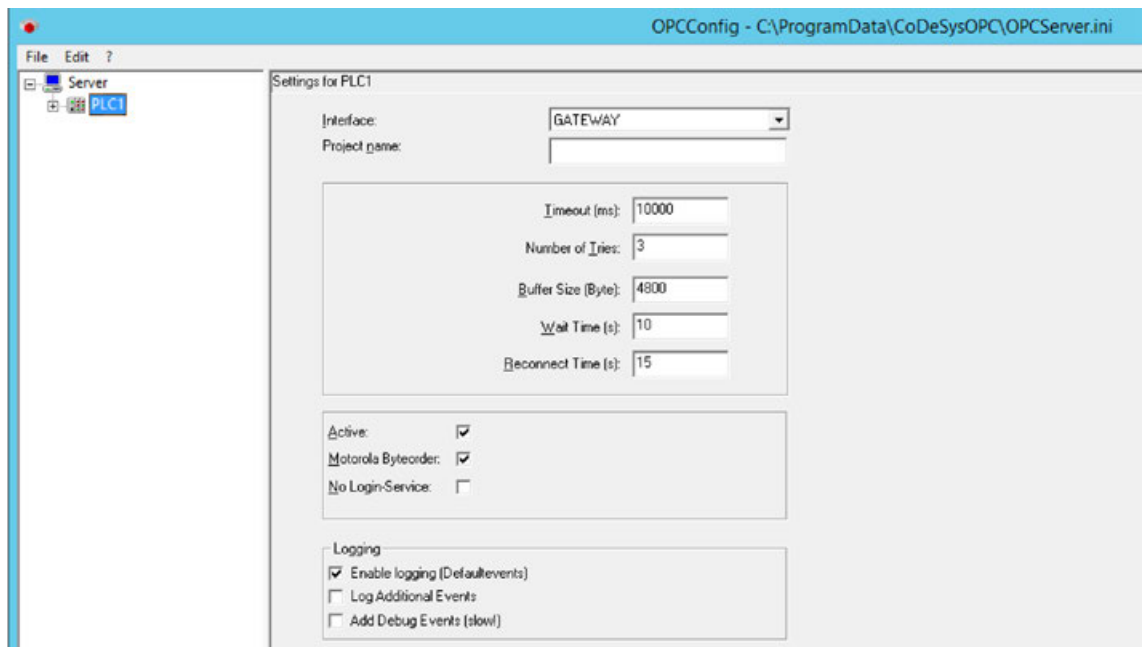 OPCConfig - C:\ProgramData\CoDeSysOPC\OPCServer.ini
File Edit ?
Server
PLC1
Settings for PLC1
Interface: GATEWAY
Project name:
Timeout (ms): 10000
Number of Tries: 3
Buffer Size (Byte): 4800
Wait Time (s): 10
Reconnect Time (s): 15
Active:
Motorola Byteorder:
No Login-Service:
Logging
Enable logging (Defaultevents)
Log Additional Events
Add Debug Events (slow!)